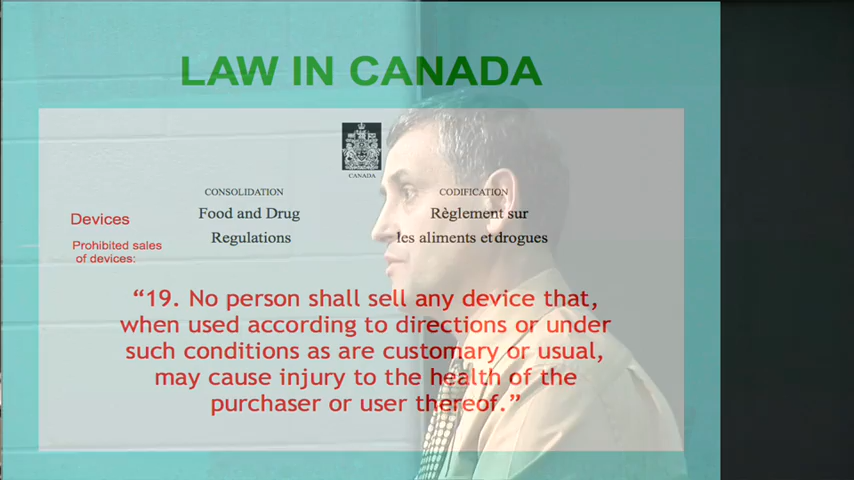 LAW IN CANADA
CANADA
CONSOLIDATION
CODIFICATION
Food and Drug
Règlement sur
Regulations
les aliments et drogues
Devices
Prohibited sales
of devices:
“19. No person shall sell any device that,
when used according to directions or under
such conditions as are customary or usual,
may cause injury to the health of the
purchaser or user thereof.”